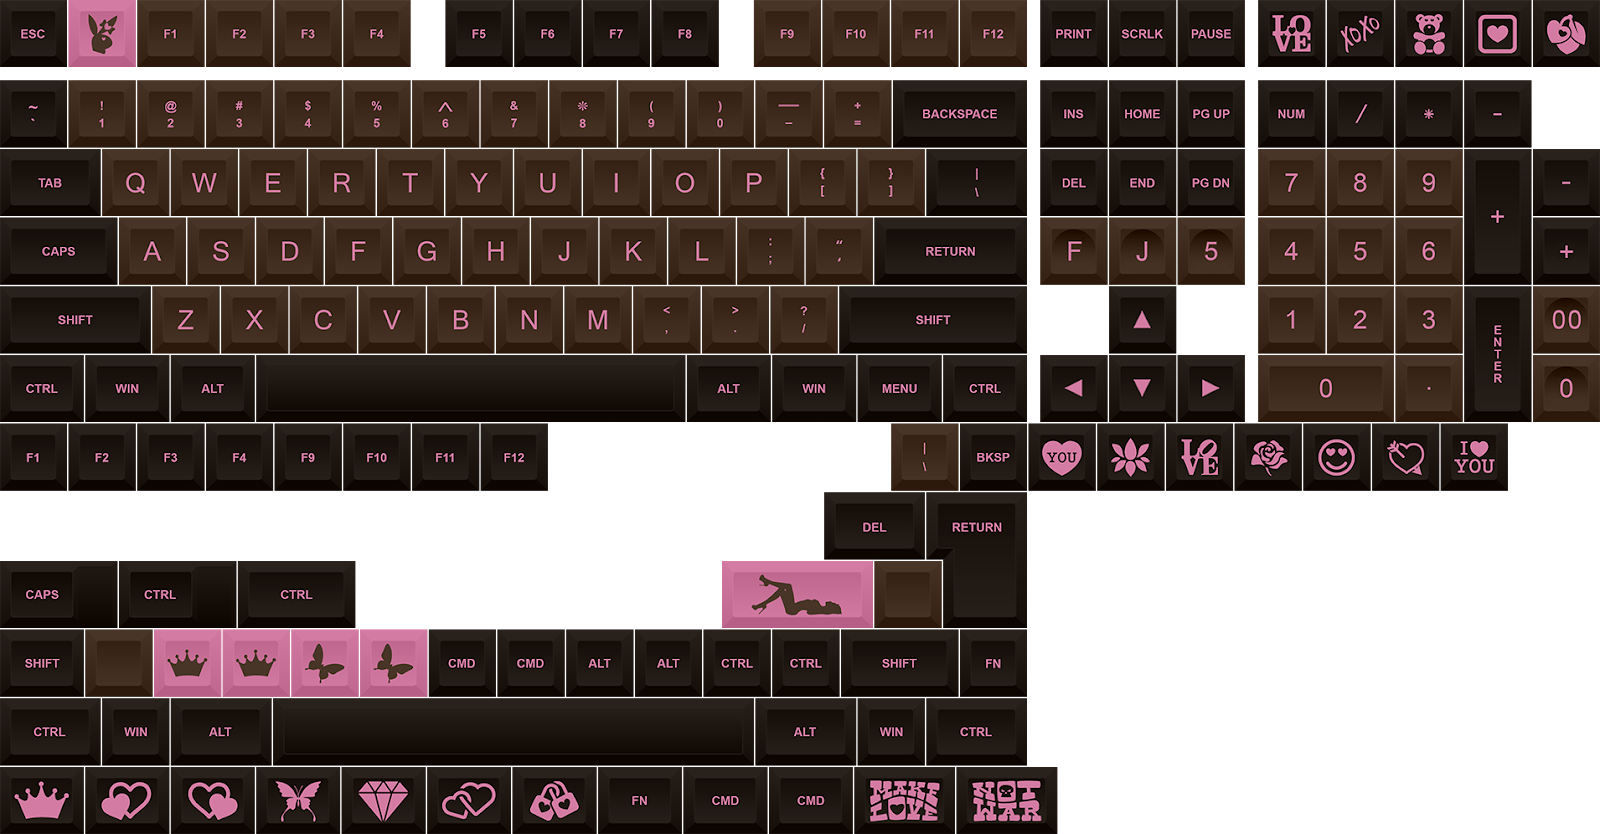 ESC F1 F2 F3 F4 F5 F6 F7 F8 F9 F10 F11 F12 PRINT SCRLK PAUSE LOVE XOXO
~ ! @ # $ % ^ & * ( ) — +
` 1 2 3 4 5 6 7 8 9 0 – = BACKSPACE INS HOME PG UP NUM / * -
TAB Q W E R T Y U I O P { [ } ] | \ DEL END PG DN 7 8 9 + -
CAPS A S D F G H J K L : ; “ ‚ RETURN F J 5 4 5 6 +
SHIFT Z X C V B N M < , > . ? / SHIFT ▲ 1 2 3 ENTER 00
CTRL WIN ALT ALT WIN MENU CTRL ◀ ▼ ▶ 0 . 0
F1 F2 F3 F4 F9 F10 F11 F12 | \ BKSP YOU LOVE I ♥ YOU
DEL RETURN
CAPS CTRL CTRL
SHIFT CMD CMD ALT ALT CTRL CTRL SHIFT FN
CTRL WIN ALT ALT WIN CTRL
FN CMD CMD MAKE LOVE NOT WAR